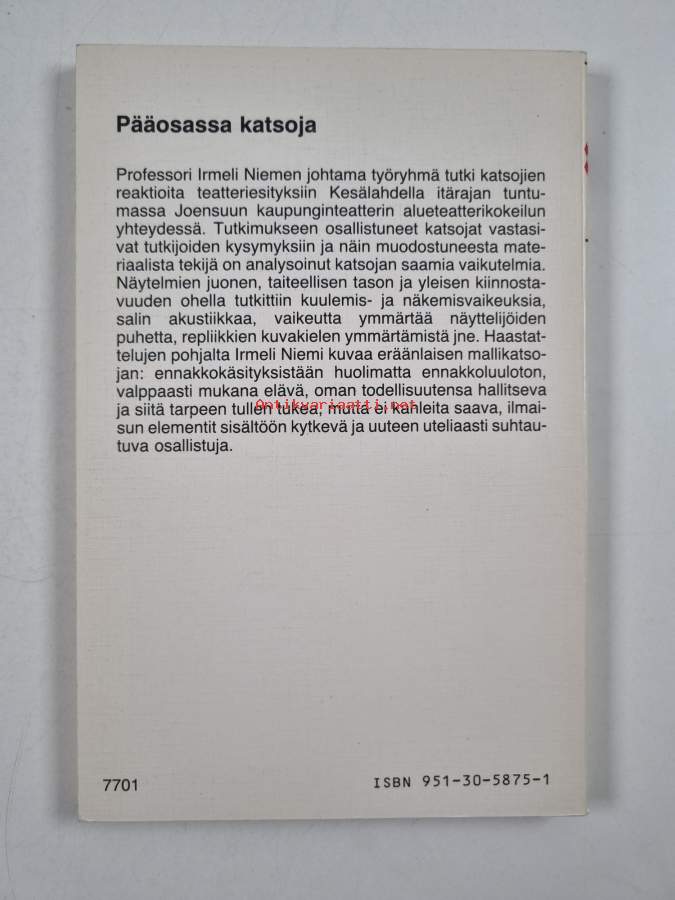 Pääosassa katsoja
Professori Irmeli Niemen johtama työryhmä tutki katsojien
reaktioita teatteriesityksiin Kesälahdella itärajan tuntu-
massa Joensuun kaupunginteatterin alueteatterikokeilun
yhteydessä. Tutkimukseen osallistuneet katsojat vastasi-
vat tutkijoiden kysymyksiin ja näin muodostuneesta mate-
riaalista tekijä on analysoinut katsojan saamia vaikutelmia.
Näytelmien juonen, taiteellisen tason ja yleisen kiinnosta-
vuuden ohella tutkittiin kuulemis- ja näkemisvaikeuksia,
salin akustiikkaa, vaikeutta ymmärtää näyttelijöiden
puhetta, repliikkien kuvakielen ymmärtämistä jne. Haastat-
telujen pohjalta Irmeli Niemi kuvaa eräänlaisen mallikatso-
jan: ennakkokäsityksistään huolimatta ennakkoluuloton,
valppaasti mukana elävä, oman todellisuutensa hallitseva
ja siitä tarpeen tullen tukea, mutta ei kahleita saava, ilmai-
sun elementit sisältöön kytkevä ja uuteen uteliaasti suhtau-
tuva osallistuja.
Antikvariaatti.net
7701
ISBN 951-30-5875-1